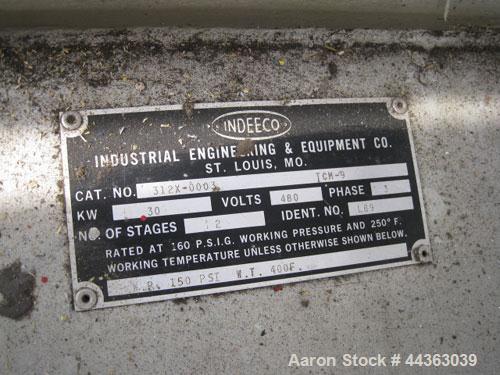 INDEECO
INDUSTRIAL ENGINEERING & EQUIPMENT CO.
ST. LOUIS, MO.
CAT. NO. 312X-0003 TCM-9
KW 30 VOLTS 480 PHASE 3
NO. OF STAGES 2 IDENT. NO. L89
RATED AT 160 P.S.I.G. WORKING PRESSURE AND 250° F.
WORKING TEMPERATURE UNLESS OTHERWISE SHOWN BELOW.
W.P. 150 PSI W.T. 400F.
Aaron Stock # 44363039